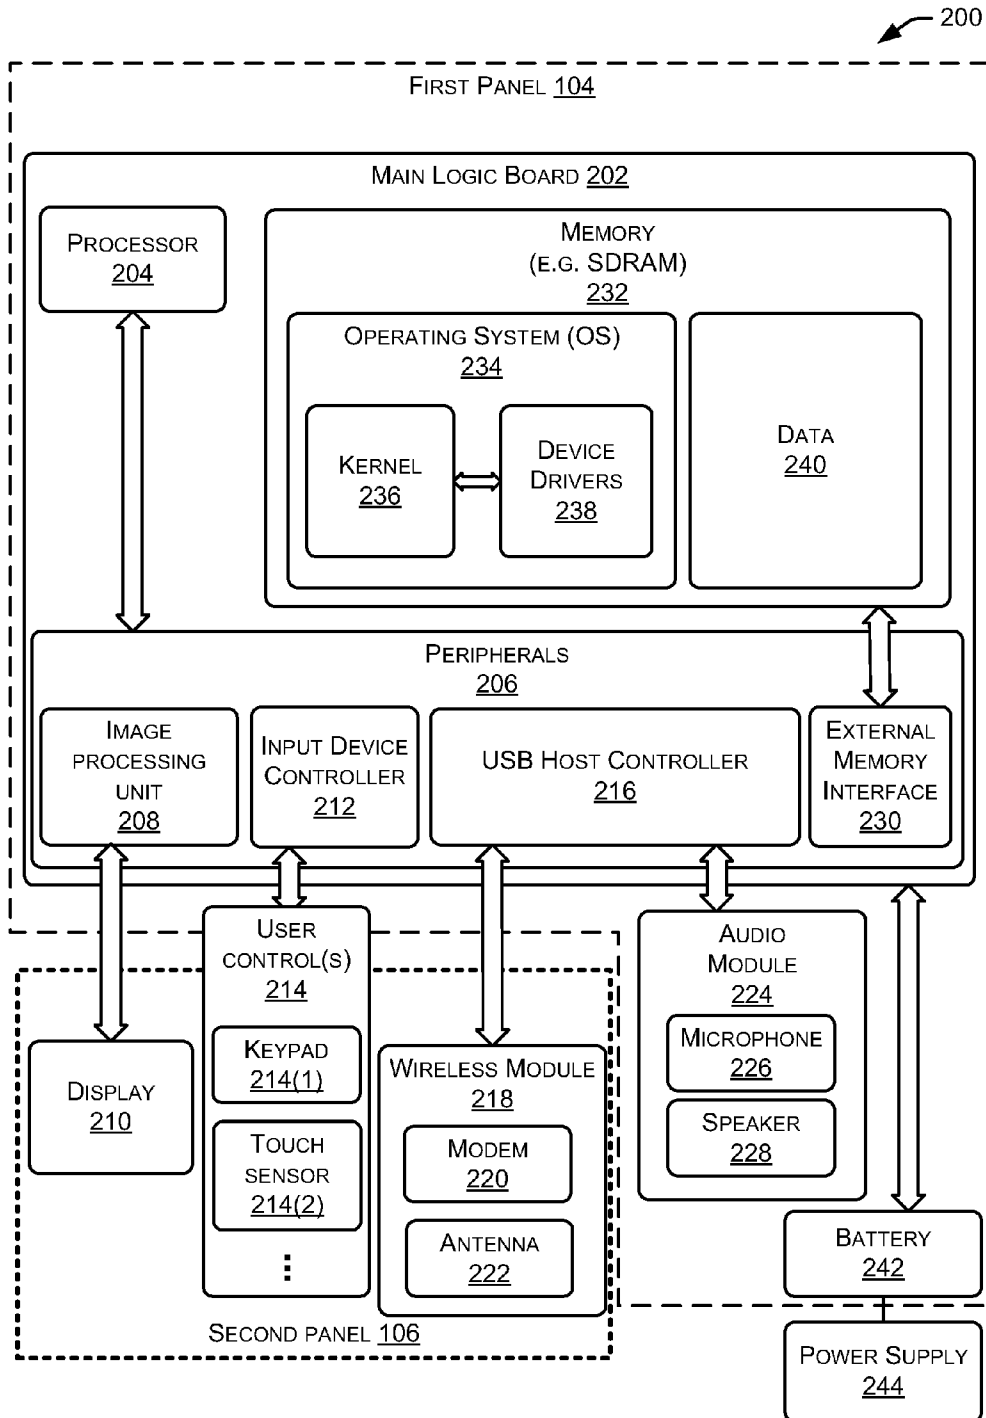 200
FIRST PANEL 104
MAIN LOGIC BOARD 202
PROCESSOR
204
MEMORY
(E.G. SDRAM)
232
OPERATING SYSTEM (OS)
234
KERNEL
236
DEVICE
DRIVERS
238
DATA
240
PERIPHERALS
206
IMAGE
PROCESSING
UNIT
208
INPUT DEVICE
CONTROLLER
212
USB HOST CONTROLLER
216
EXTERNAL
MEMORY
INTERFACE
230
USER
CONTROL(S)
214
KEYPAD
214(1)
TOUCH
SENSOR
214(2)
DISPLAY
210
WIRELESS MODULE
218
MODEM
220
ANTENNA
222
AUDIO
MODULE
224
MICROPHONE
226
SPEAKER
228
BATTERY
242
SECOND PANEL 106
POWER SUPPLY
244